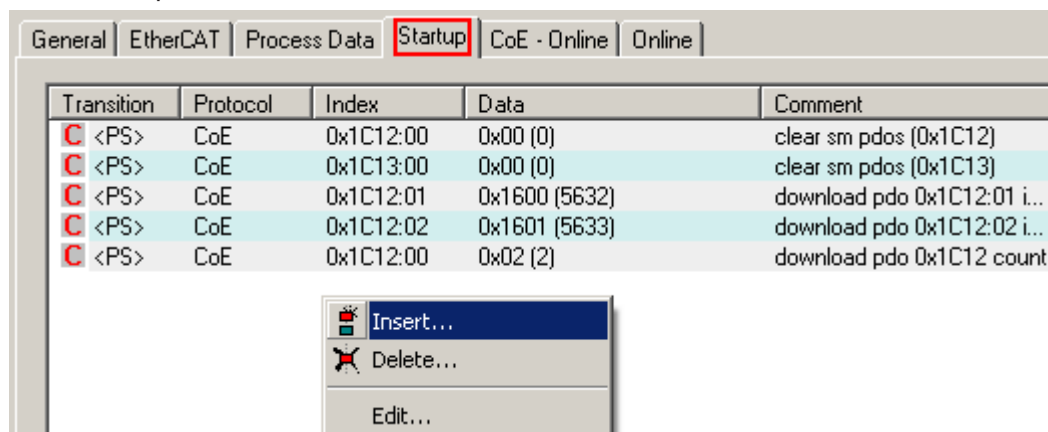 General EtherCAT Process Data Startup CoE - Online Online
Transition Protocol Index Data Comment
C <PS> CoE 0x1C12:00 0x00 (0) clear sm pdos (0x1C12)
C <PS> CoE 0x1C13:00 0x00 (0) clear sm pdos (0x1C13)
C <PS> CoE 0x1C12:01 0x1600 (5632) download pdo 0x1C12:01 i...
C <PS> CoE 0x1C12:02 0x1601 (5633) download pdo 0x1C12:02 i...
C <PS> CoE 0x1C12:00 0x02 (2) download pdo 0x1C12 count
Insert...
Delete...
Edit...